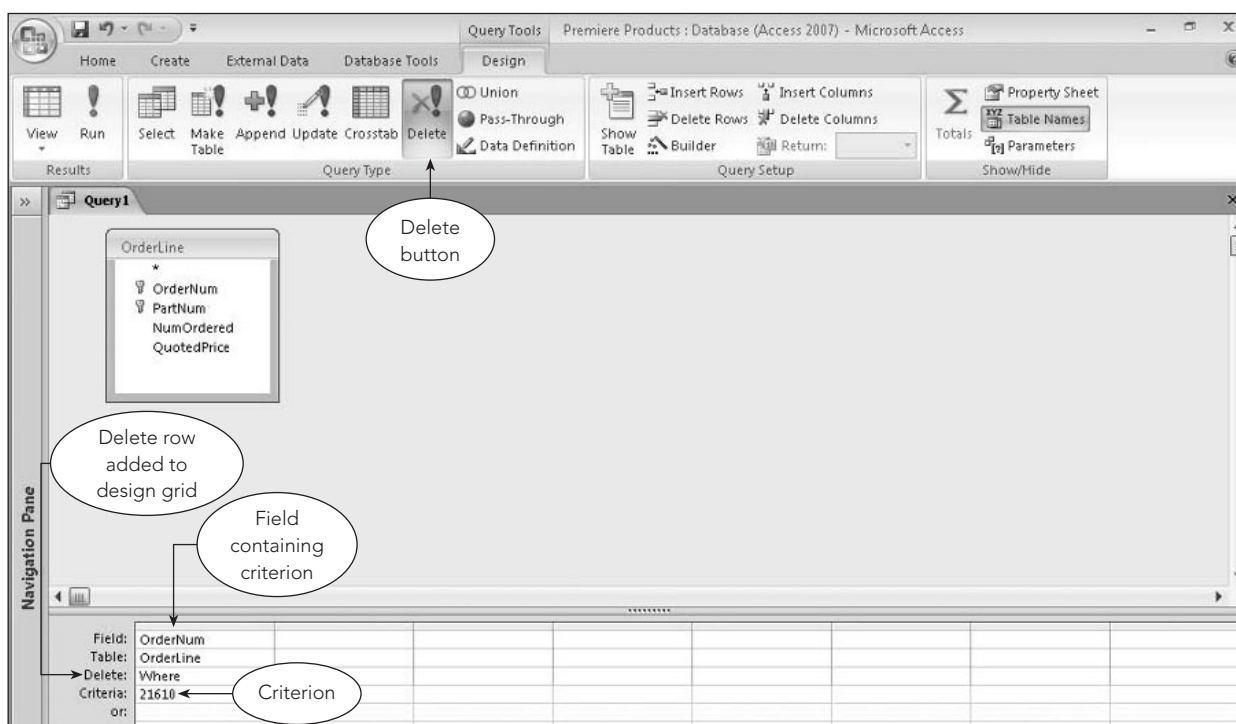 Query Tools
Premiere Products : Database (Access 2007) - Microsoft Access
Home Create External Data Database Tools Design
View
Run
Results
Select
Make Table
Append
Update
Crosstab
Delete
Union
Pass-Through
Data Definition
Query Type
Show Table
Insert Rows
Delete Rows
Builder
Insert Columns
Delete Columns
Return:
Query Setup
Σ
Totals
Property Sheet
XYZ
Table Names
[?] Parameters
Show/Hide
»
Query1
Delete
button
OrderLine
*
OrderNum
PartNum
NumOrdered
QuotedPrice
Delete row
added to
design grid
Field
containing
criterion
Navigation Pane
Field: OrderNum
Table: OrderLine
Delete: Where
Criteria: 21610
Criterion
or: